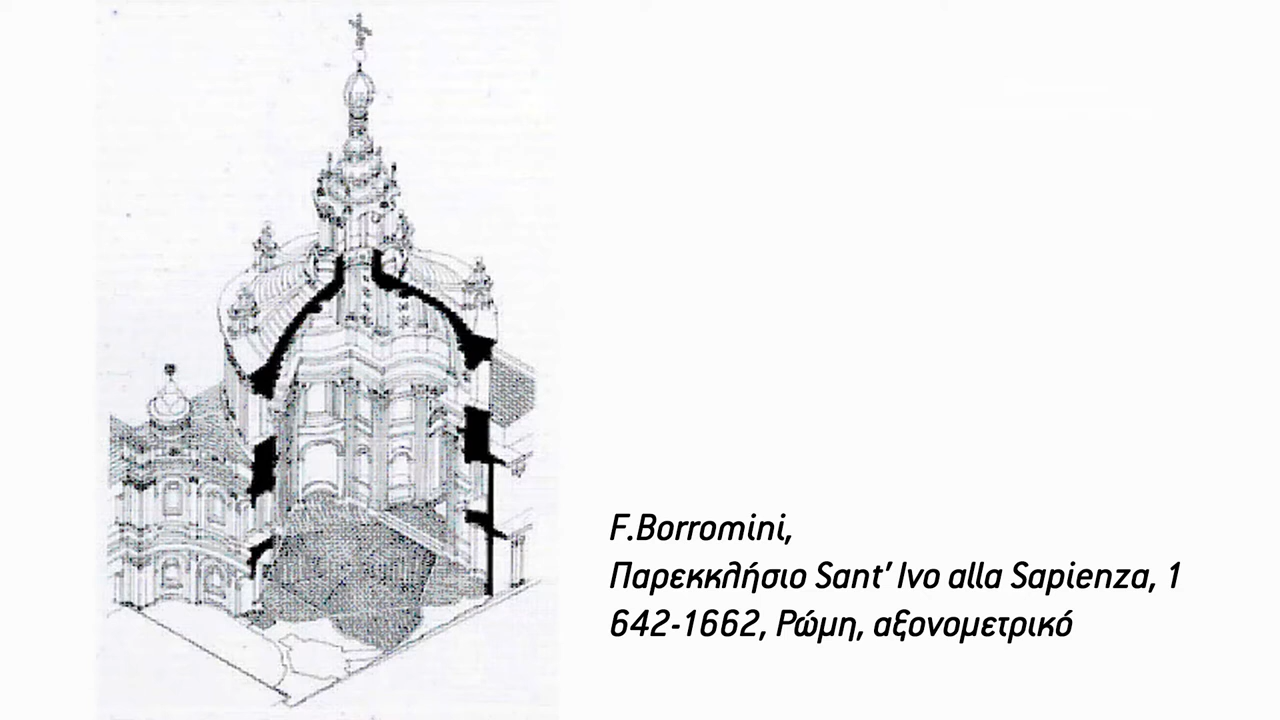 F.Borromini,
Παρεκκλήσιο Sant’ Ivo alla Sapienza, 1
642-1662, Ρώμη, αξονομετρικό